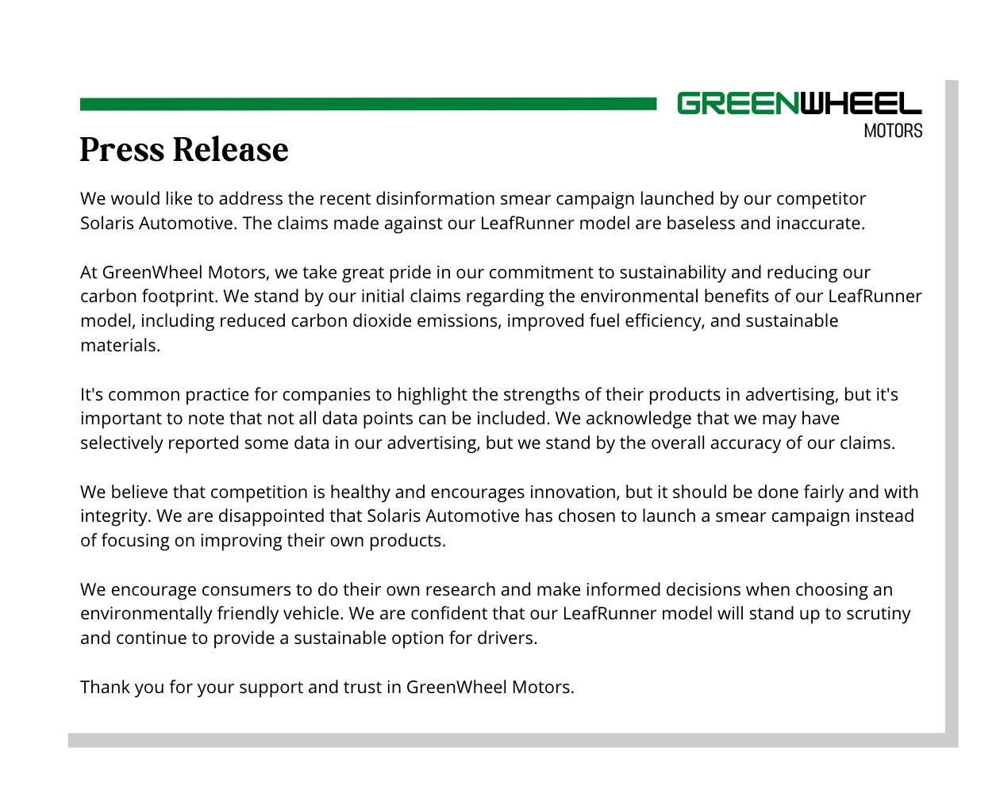 GREENWHEEL
MOTORS
Press Release
We would like to address the recent disinformation smear campaign launched by our competitor
Solaris Automotive. The claims made against our LeafRunner model are baseless and inaccurate.
At GreenWheel Motors, we take great pride in our commitment to sustainability and reducing our
carbon footprint. We stand by our initial claims regarding the environmental benefits of our LeafRunner
model, including reduced carbon dioxide emissions, improved fuel efficiency, and sustainable
materials.
It's common practice for companies to highlight the strengths of their products in advertising, but it's
important to note that not all data points can be included. We acknowledge that we may have
selectively reported some data in our advertising, but we stand by the overall accuracy of our claims.
We believe that competition is healthy and encourages innovation, but it should be done fairly and with
integrity. We are disappointed that Solaris Automotive has chosen to launch a smear campaign instead
of focusing on improving their own products.
We encourage consumers to do their own research and make informed decisions when choosing an
environmentally friendly vehicle. We are confident that our LeafRunner model will stand up to scrutiny
and continue to provide a sustainable option for drivers.
Thank you for your support and trust in GreenWheel Motors.